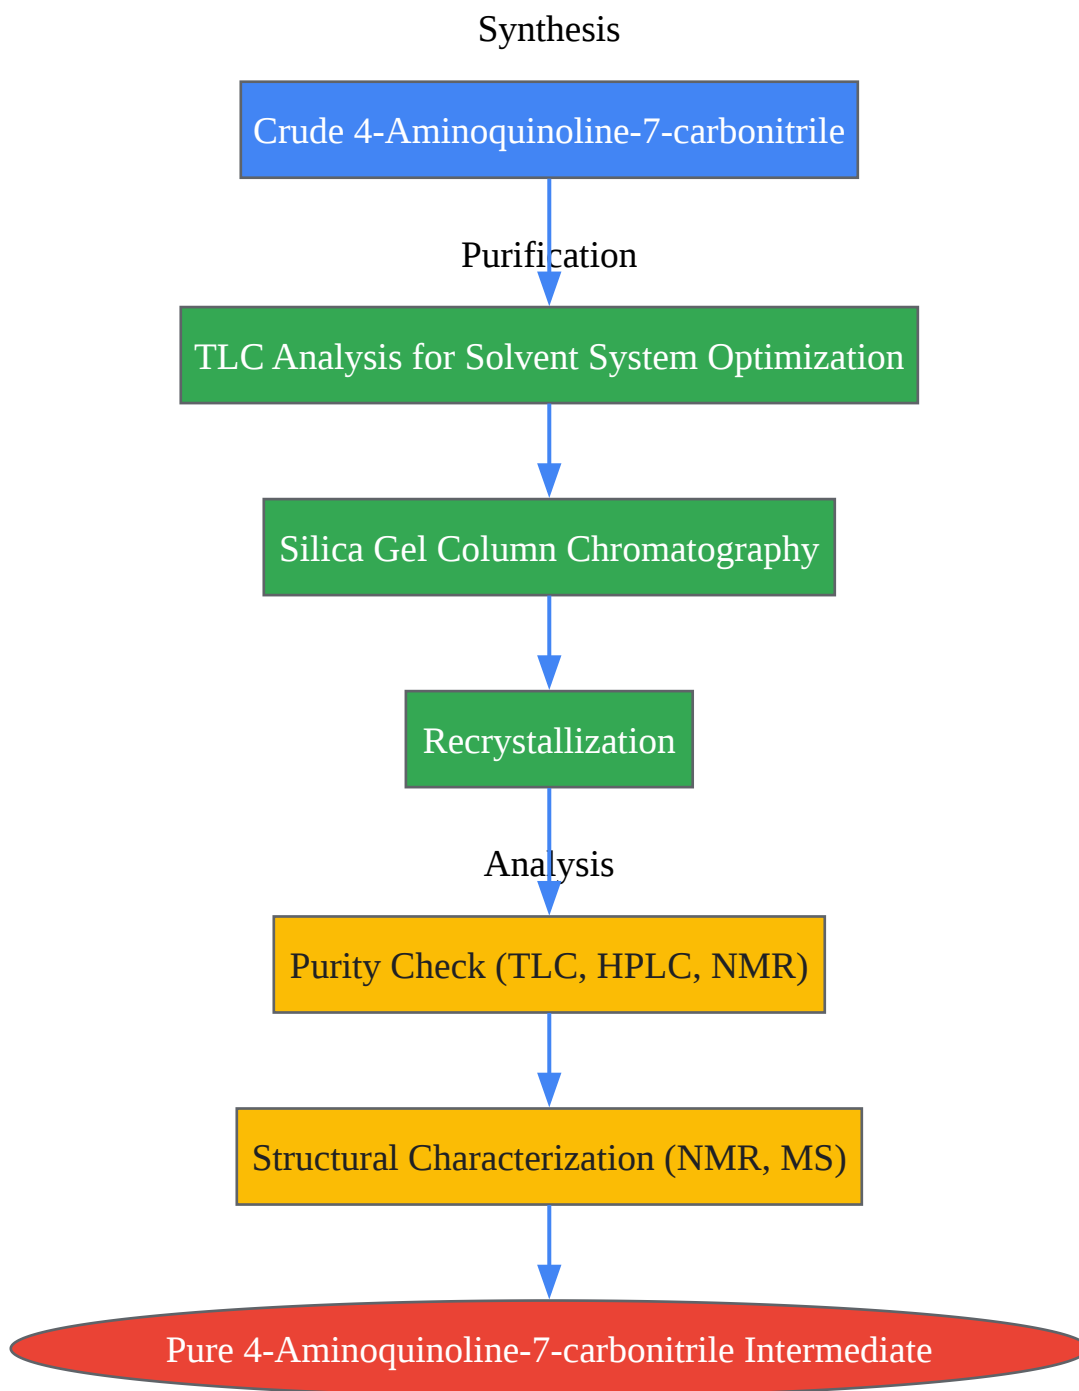 Synthesis
Crude 4-Aminoquinoline-7-carbonitrile
Purification
TLC Analysis for Solvent System Optimization
Silica Gel Column Chromatography
Recrystallization
Analysis
Purity Check (TLC, HPLC, NMR)
Structural Characterization (NMR, MS)
Pure 4-Aminoquinoline-7-carbonitrile Intermediate